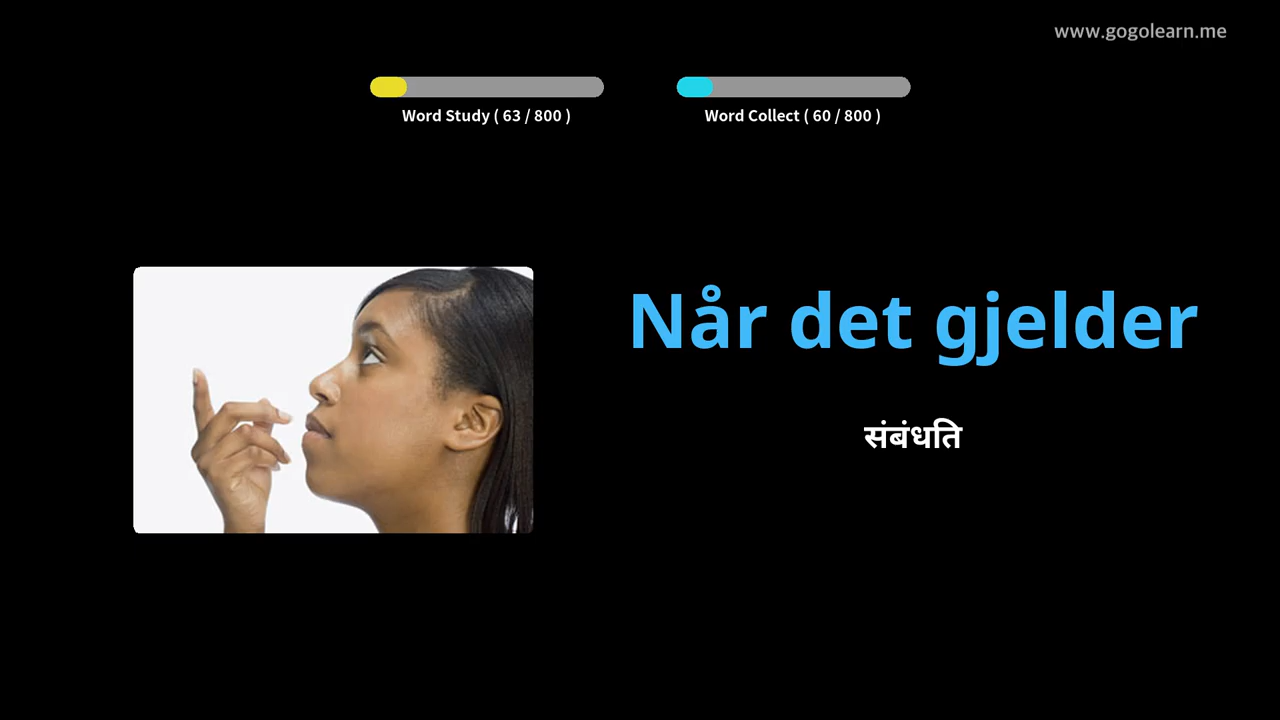 www.gogolearn.me
Word Study ( 63 / 800 )
Word Collect ( 60 / 800 )
Når det gjelder
संबंधति